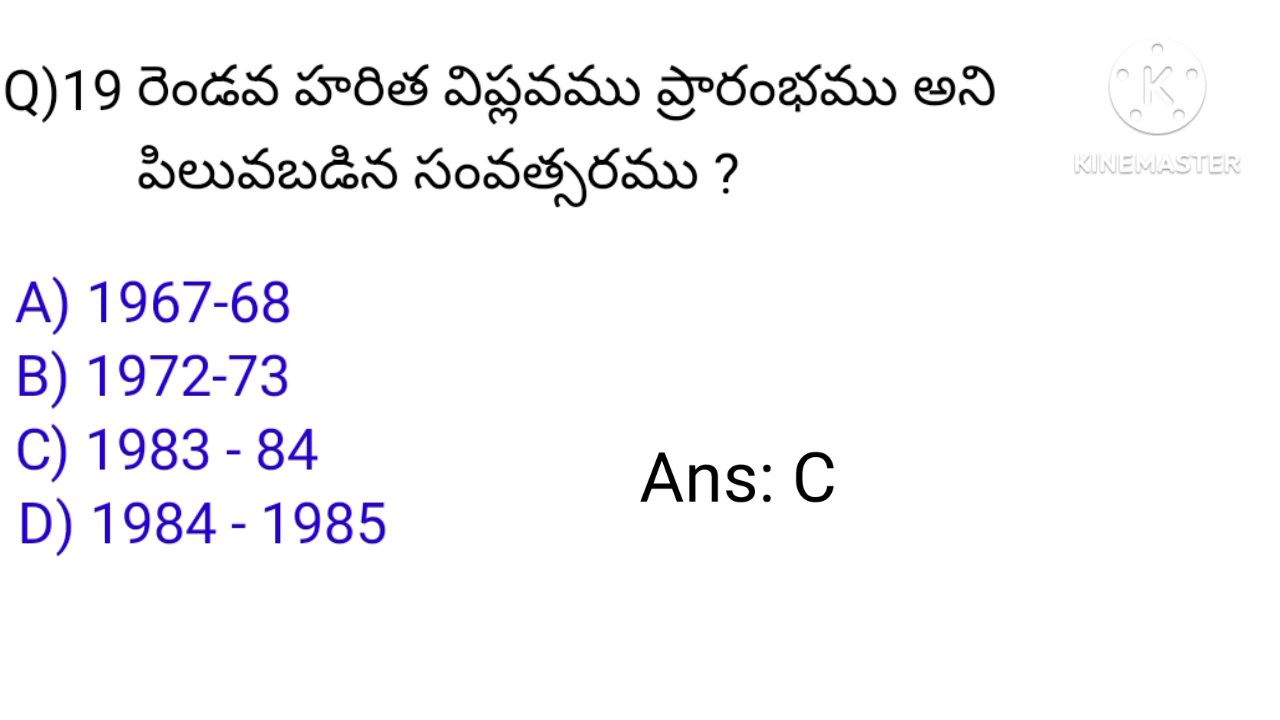 Q)19 రెండవ హరిత విప్లవము ప్రారంభము అని
పిలువబడిన సంవత్సరము ?
A) 1967-68
B) 1972-73
C) 1983 - 84
D) 1984 - 1985
Ans: C
KINEMASTER